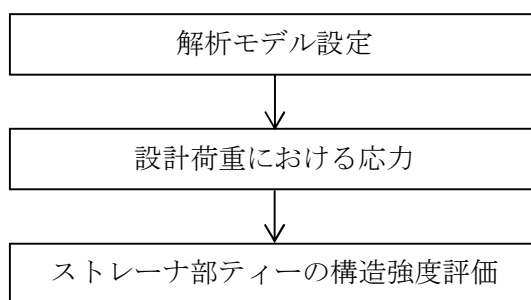 解析モデル設定
設計荷重における応力
ストレーナ部ティーの構造強度評価